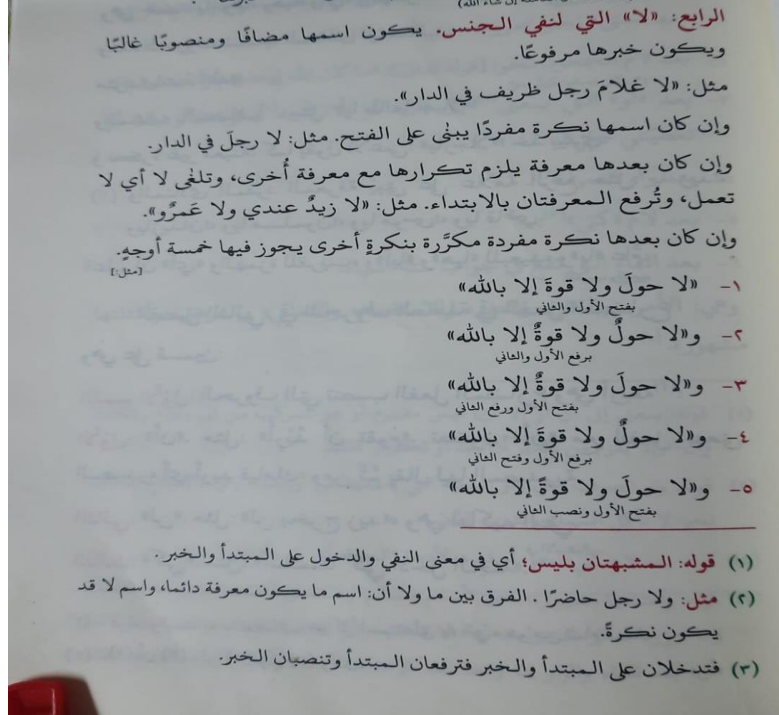 إن شاء الله)
الرابع: «لا» التي لنفي الجنس. يكون اسمها مضافًا ومنصوبًا غالبًا
ويكون خبرها مرفوعًا.
مثل: «لا غلامَ رجل ظريف في الدار».
وإن كان اسمها نكرة مفردًا يبنى على الفتح. مثل: لا رجلَ في الدار.
وإن كان بعدها معرفة يلزم تكرارها مع معرفة أُخرى، وتلغى لا أي لا
تعمل، وتُرفع المعرفتان بالابتداء. مثل: «لا زيدٌ عندي ولا عَمرٌو».
وإن كان بعدها نكرة مفردة مكرَّرة بنكرةٍ أخرى يجوز فيها خمسة أوجهٍ.
[مثل:]
١- «لا حولَ ولا قوةَ إلا بالله»
بفتح الأول والثاني
٢- و«لا حولٌ ولا قوةٌ إلا بالله»
برفع الأول والثاني
٣- و«لا حولَ ولا قوةٌ إلا بالله»
بفتح الأول ورفع الثاني
٤- و«لا حولٌ ولا قوةَ إلا بالله»
برفع الأول وفتح الثاني
٥- و«لا حولَ ولا قوةً إلا بالله»
بفتح الأول ونصب الثاني
(١) قوله: المشبهتان بليس؛ أي في معنى النفي والدخول على المبتدأ والخبر.
(٢) مثل: ولا رجل حاضرًا. الفرق بين ما ولا أن: اسم ما يكون معرفة دائما، واسم لا قد
يكون نكرةً.
(٣) فتدخلان على المبتدأ والخبر فترفعان المبتدأ وتنصبان الخبر.